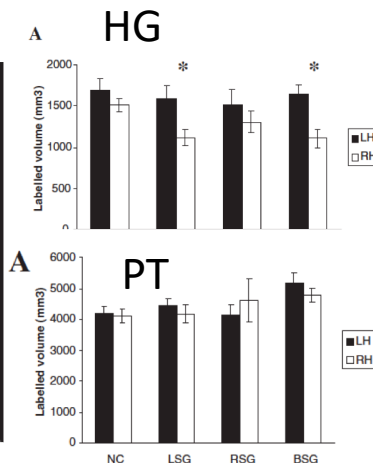 A HG
2000
* *
1500
1000
500
0
Labelled volume (mm3)
LH
RH
A PT
6000
5000
4000
3000
2000
1000
0
Labelled volume (mm3)
LH
RH
NC LSG RSG BSG